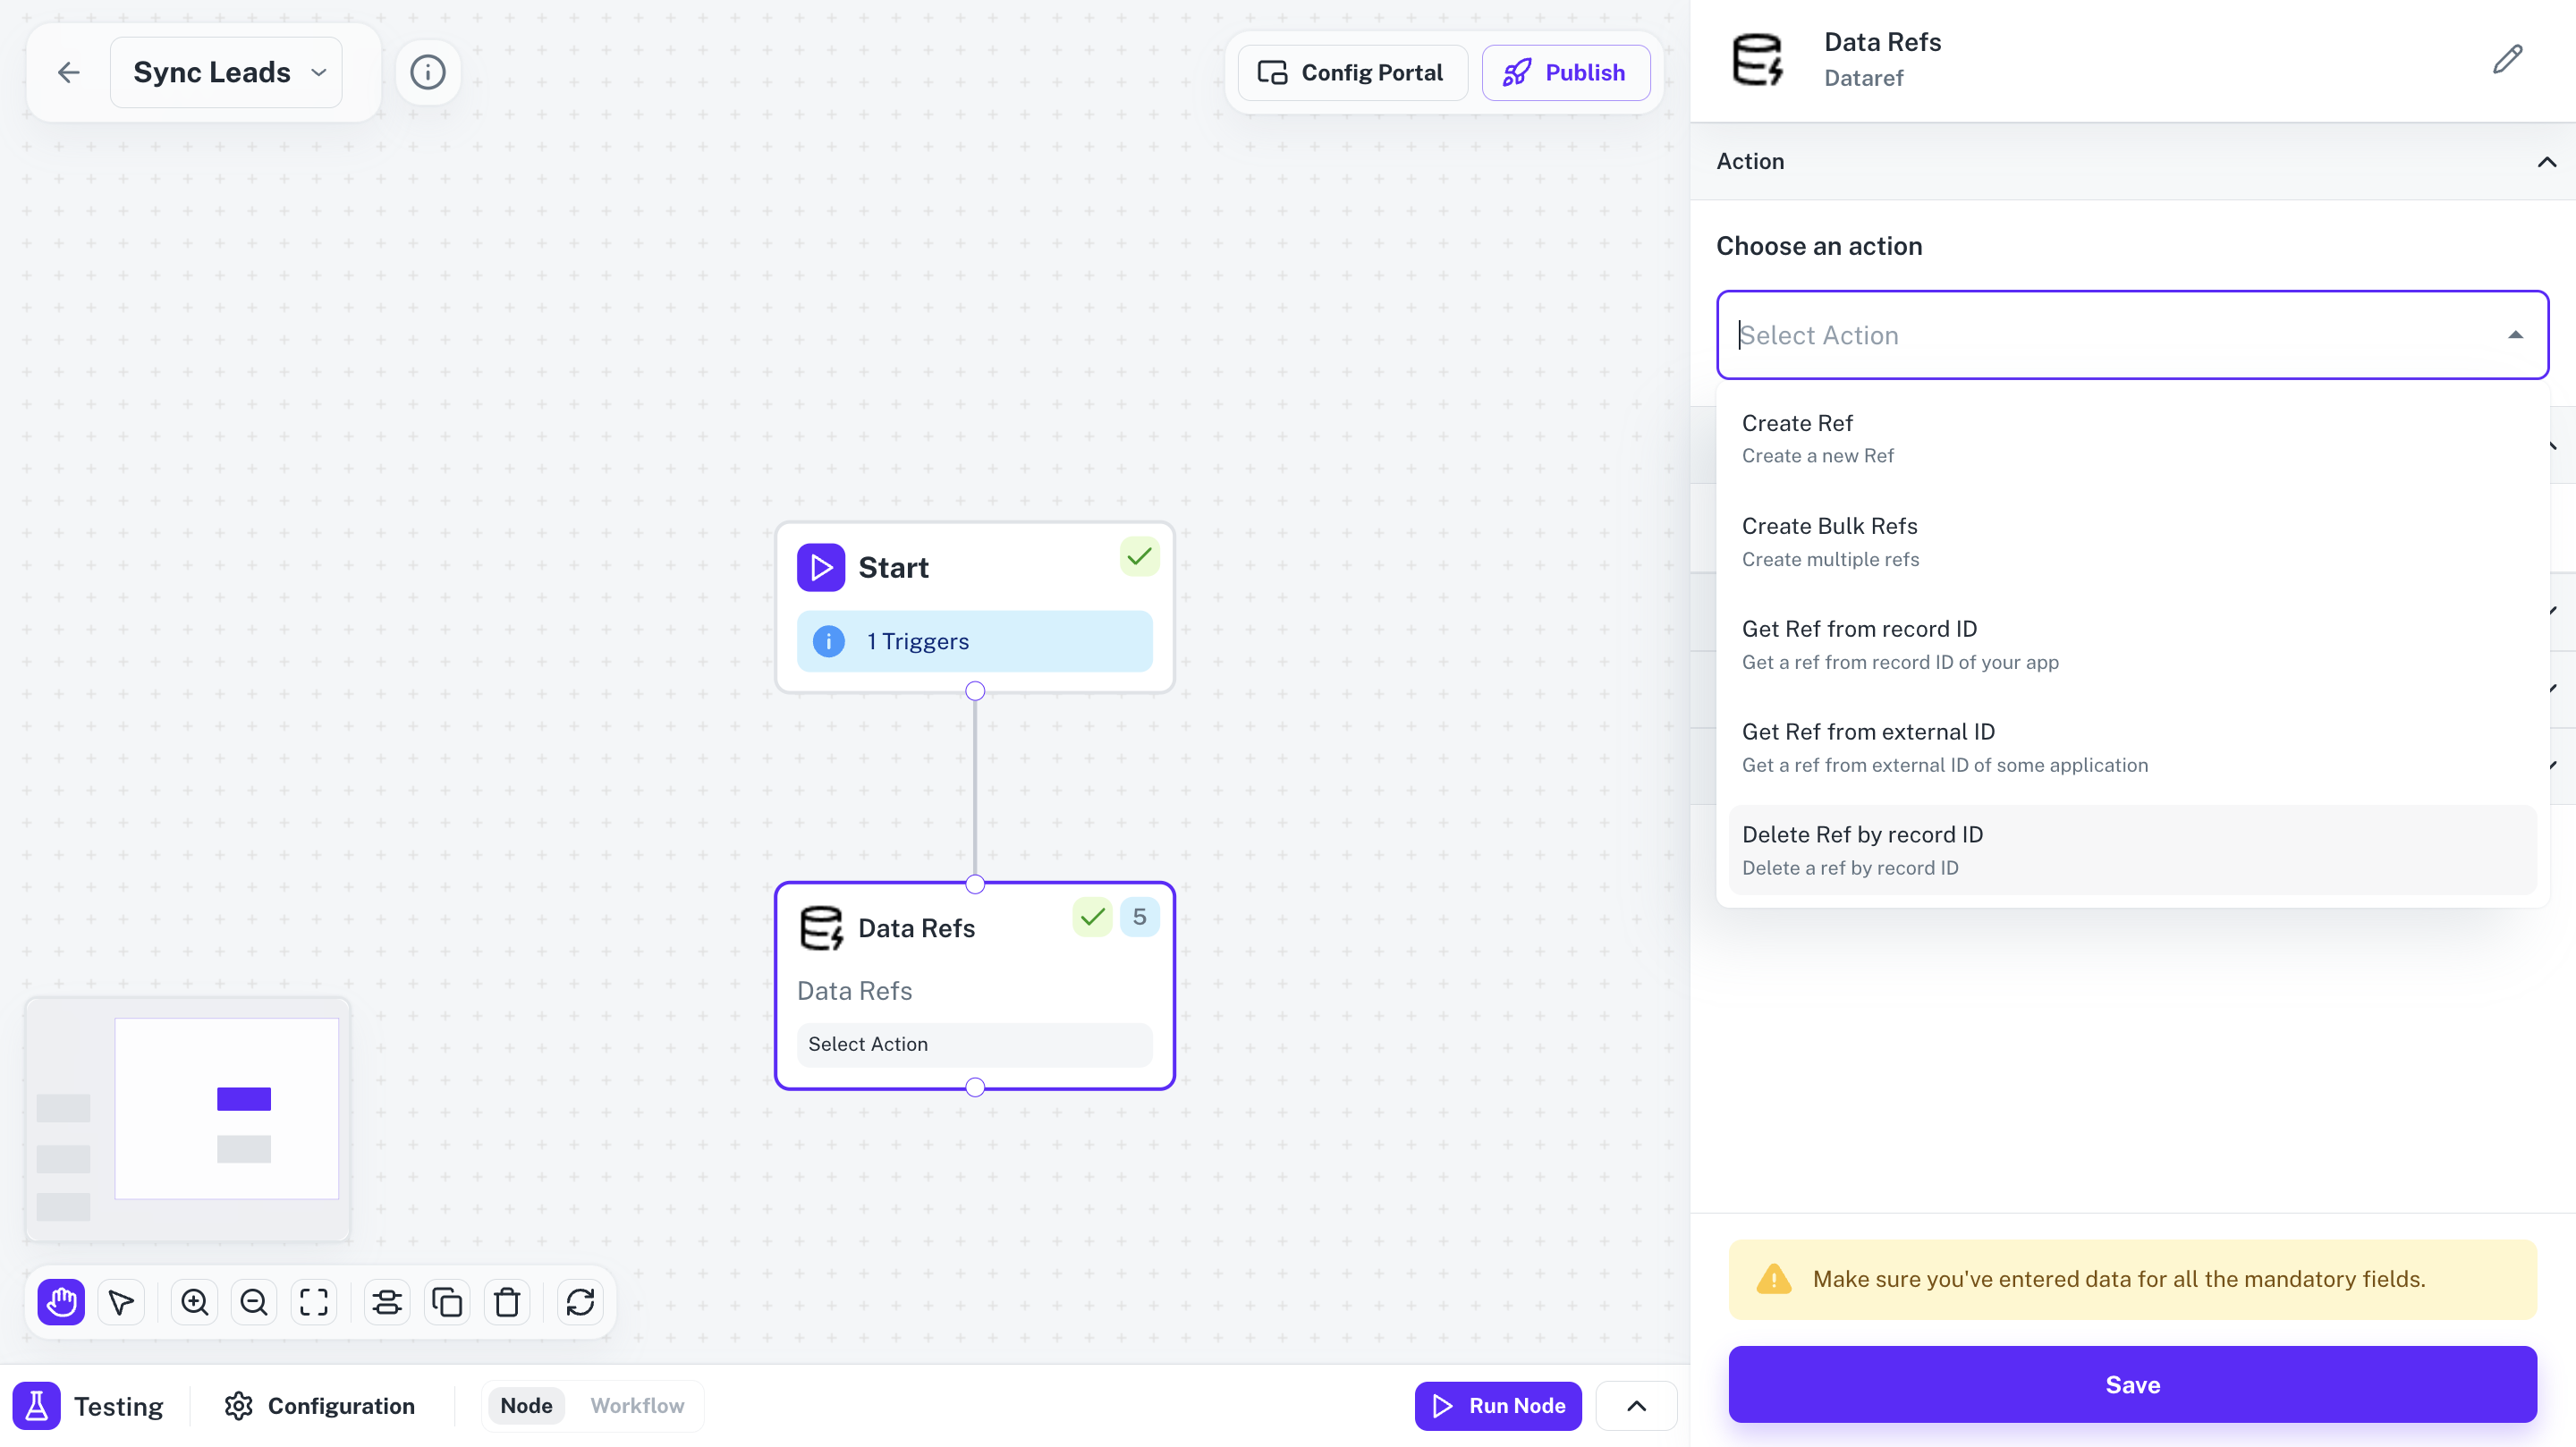 Sync Leads
Config Portal
Publish
Data Refs
Dataref
Action
Choose an action
Select Action
Create Ref
Create a new Ref
Create Bulk Refs
Create multiple refs
Get Ref from record ID
Get a ref from record ID of your app
Get Ref from external ID
Get a ref from external ID of some application
Delete Ref by record ID
Delete a ref by record ID
Start
1 Triggers
Data Refs
5
Data Refs
Select Action
Make sure you've entered data for all the mandatory fields.
Save
Testing
Configuration
Node
Workflow
Run Node